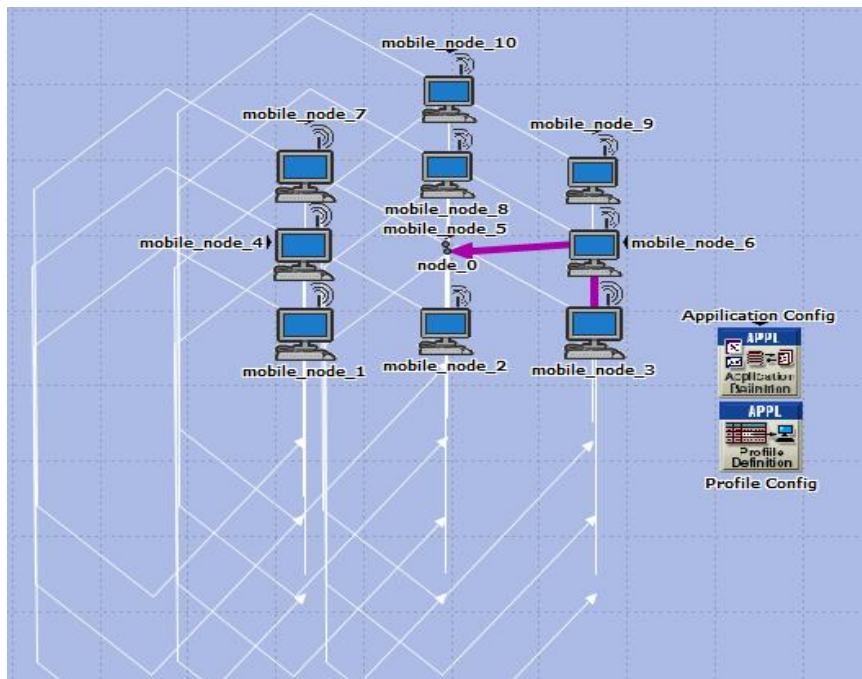 mobile_node_10
mobile_node_7
mobile_node_9
mobile_node_8
mobile_node_5
mobile_node_4
mobile_node_6
node_0
Appilication Config
APPL
Application
Definition
mobile_node_1
mobile_node_2
mobile_node_3
APPL
Profile
Definition
Profile Config